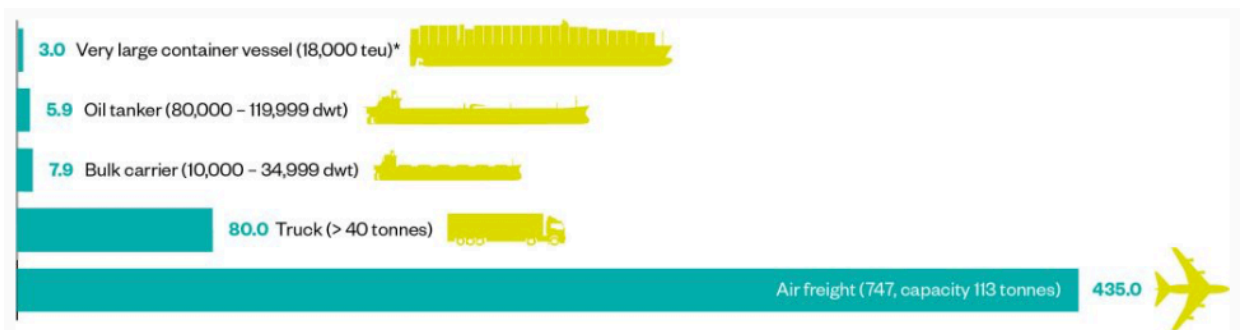 3.0 Very large container vessel (18,000 teu)*
5.9 Oil tanker (80,000 – 119,999 dwt)
7.9 Bulk carrier (10,000 – 34,999 dwt)
80.0 Truck (> 40 tonnes)
Air freight (747, capacity 113 tonnes) 435.0